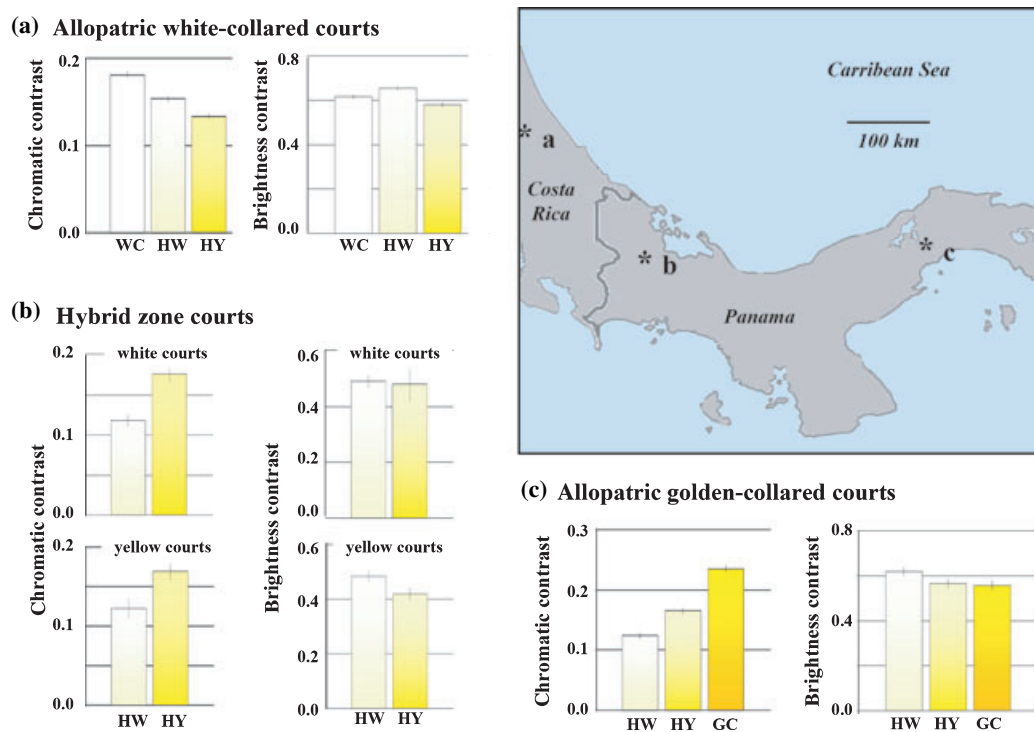 (a) Allopatric white-collared courts
Chromatic contrast
0.2
0.1
0.0
WC HW HY
Brightness contrast
0.8
0.4
0.0
WC HW HY
Carribean Sea
100 km
* a
Costa
Rica
* b
* c
Panama
(b) Hybrid zone courts
Chromatic contrast
white courts
0.2
0.1
0.0
yellow courts
0.2
0.1
0.0
HW HY
Brightness contrast
white courts
0.6
0.4
0.2
0.0
yellow courts
0.6
0.4
0.2
0.0
HW HY
(c) Allopatric golden-collared courts
Chromatic contrast
0.3
0.2
0.1
0.0
HW HY GC
Brightness contrast
0.8
0.4
0.0
HW HY GC